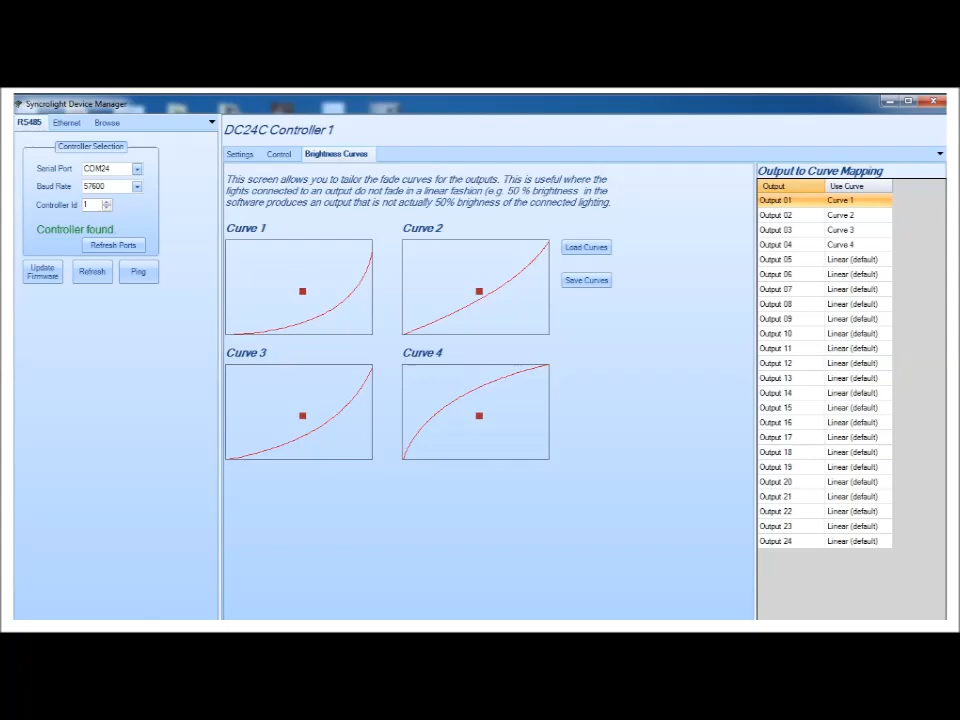 Syncrolight Device Manager
RS485 Ethernet Browse
Controller Selection
Serial Port COM24
Baud Rate 57600
Controller Id 1
Controller found.
Refresh Ports
Update Firmware
Refresh
Ping
DC24C Controller 1
Settings Control Brightness Curves
This screen allows you to tailor the fade curves for the outputs. This is useful where the
lights connected to an output do not fade in a linear fashion (e.g. 50 % brightness in the
software produces an output that is not actually 50% brighness of the connected lighting.
Curve 1
Curve 2
Load Curves
Save Curves
Curve 3
Curve 4
Output to Curve Mapping
Output Use Curve
Output 01 Curve 1
Output 02 Curve 2
Output 03 Curve 3
Output 04 Curve 4
Output 05 Linear (default)
Output 06 Linear (default)
Output 07 Linear (default)
Output 08 Linear (default)
Output 09 Linear (default)
Output 10 Linear (default)
Output 11 Linear (default)
Output 12 Linear (default)
Output 13 Linear (default)
Output 14 Linear (default)
Output 15 Linear (default)
Output 16 Linear (default)
Output 17 Linear (default)
Output 18 Linear (default)
Output 19 Linear (default)
Output 20 Linear (default)
Output 21 Linear (default)
Output 22 Linear (default)
Output 23 Linear (default)
Output 24 Linear (default)